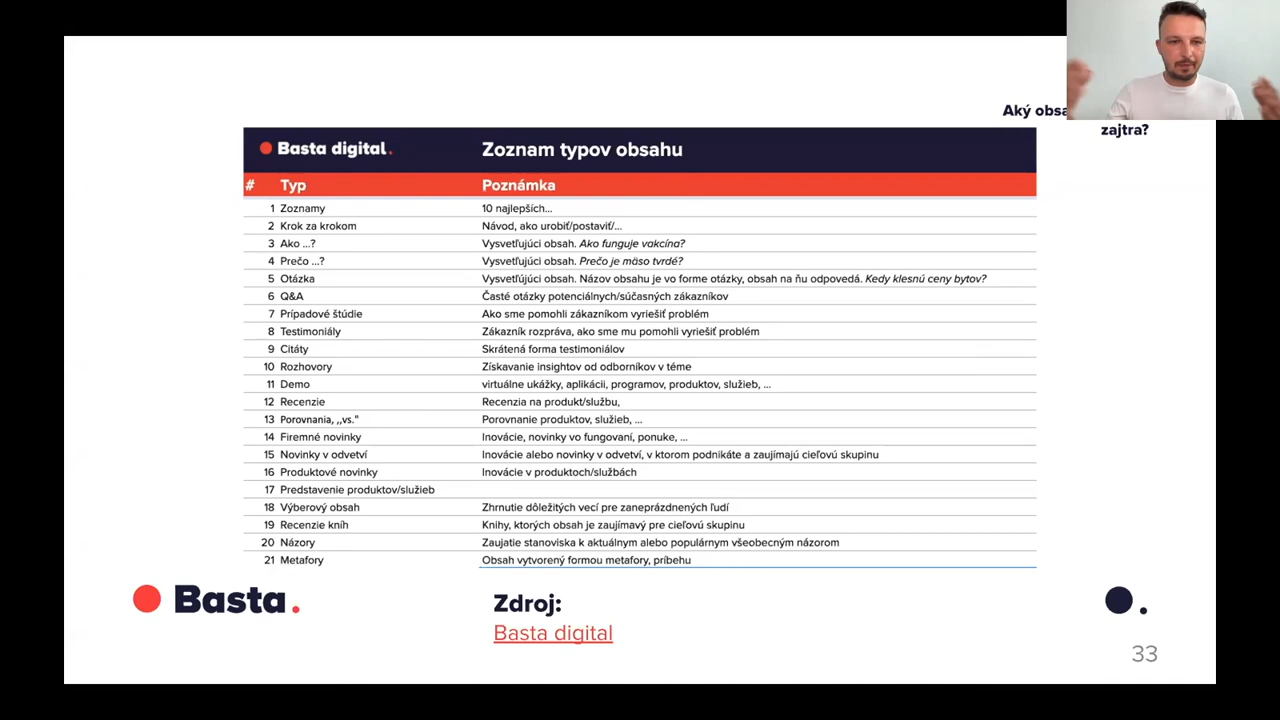 Aký
zajtra?
Basta digital. Zoznam typov obsahu
# Typ Poznámka
1 Zoznamy 10 najlepších...
2 Krok za krokom Návod, ako urobiť/postaviť/...
3 Ako ...? Vysvetľujúci obsah. Ako funguje vakcína?
4 Prečo ...? Vysvetľujúci obsah. Prečo je mäso tvrdé?
5 Otázka Vysvetľújúci obsah. Názov obsahu je vo forme otázky, obsah na ňu odpovedá. Kedy klesnú ceny bytov?
6 Q&A Časté otázky potenciálnych/súčasných zákazníkov
7 Prípadové štúdie Ako sme pomohli zákazníkom vyriešiť problém
8 Testimoniály Zákazník rozpráva, ako sme mu pomohli vyriešiť problém
9 Citáty Skrátená forma testimoniálov
10 Rozhovory Získavanie insightov od odborníkov v téme
11 Demo virtuálne ukážky, aplikácii, programov, produktov, služieb, ...
12 Recenzie Recenzia na produkt/službu,
13 Porovnania, ,,vs." Porovnanie produktov, služieb, ...
14 Firemné novinky Inovácie, novinky vo fungovaní, ponuke, ...
15 Novinky v odvetví Inovácie alebo novinky v odvetví, v ktorom podnikáte a zaujímajú cieľovú skupinu
16 Produktové novinky Inovácie v produktoch/službách
17 Predstavenie produktov/služieb
18 Výberový obsah Zhrnutie dôležitých vecí pre zaneprázdnených ľudí
19 Recenzie kníh Knihy, ktorých obsah je zaujímavý pre cieľovú skupinu
20 Názory Zaujatie stanoviska k aktuálnym alebo populárnym všeobecným názorom
21 Metafory Obsah vytvorený formou metafory, príbehu
Basta.
Zdroj:
Basta digital
33